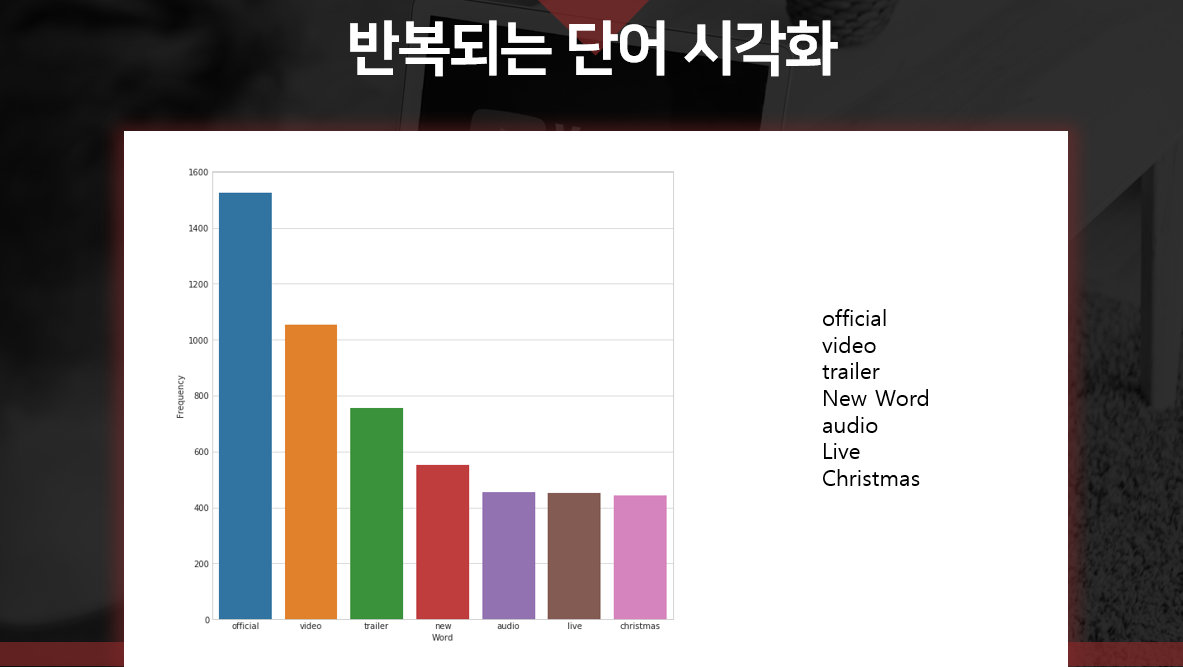 반복되는 단어 시각화
1600
1400
1200
1000
800
600
400
200
0
Frequency
official video trailer new audio live christmas
Word
official
video
trailer
New Word
audio
Live
Christmas